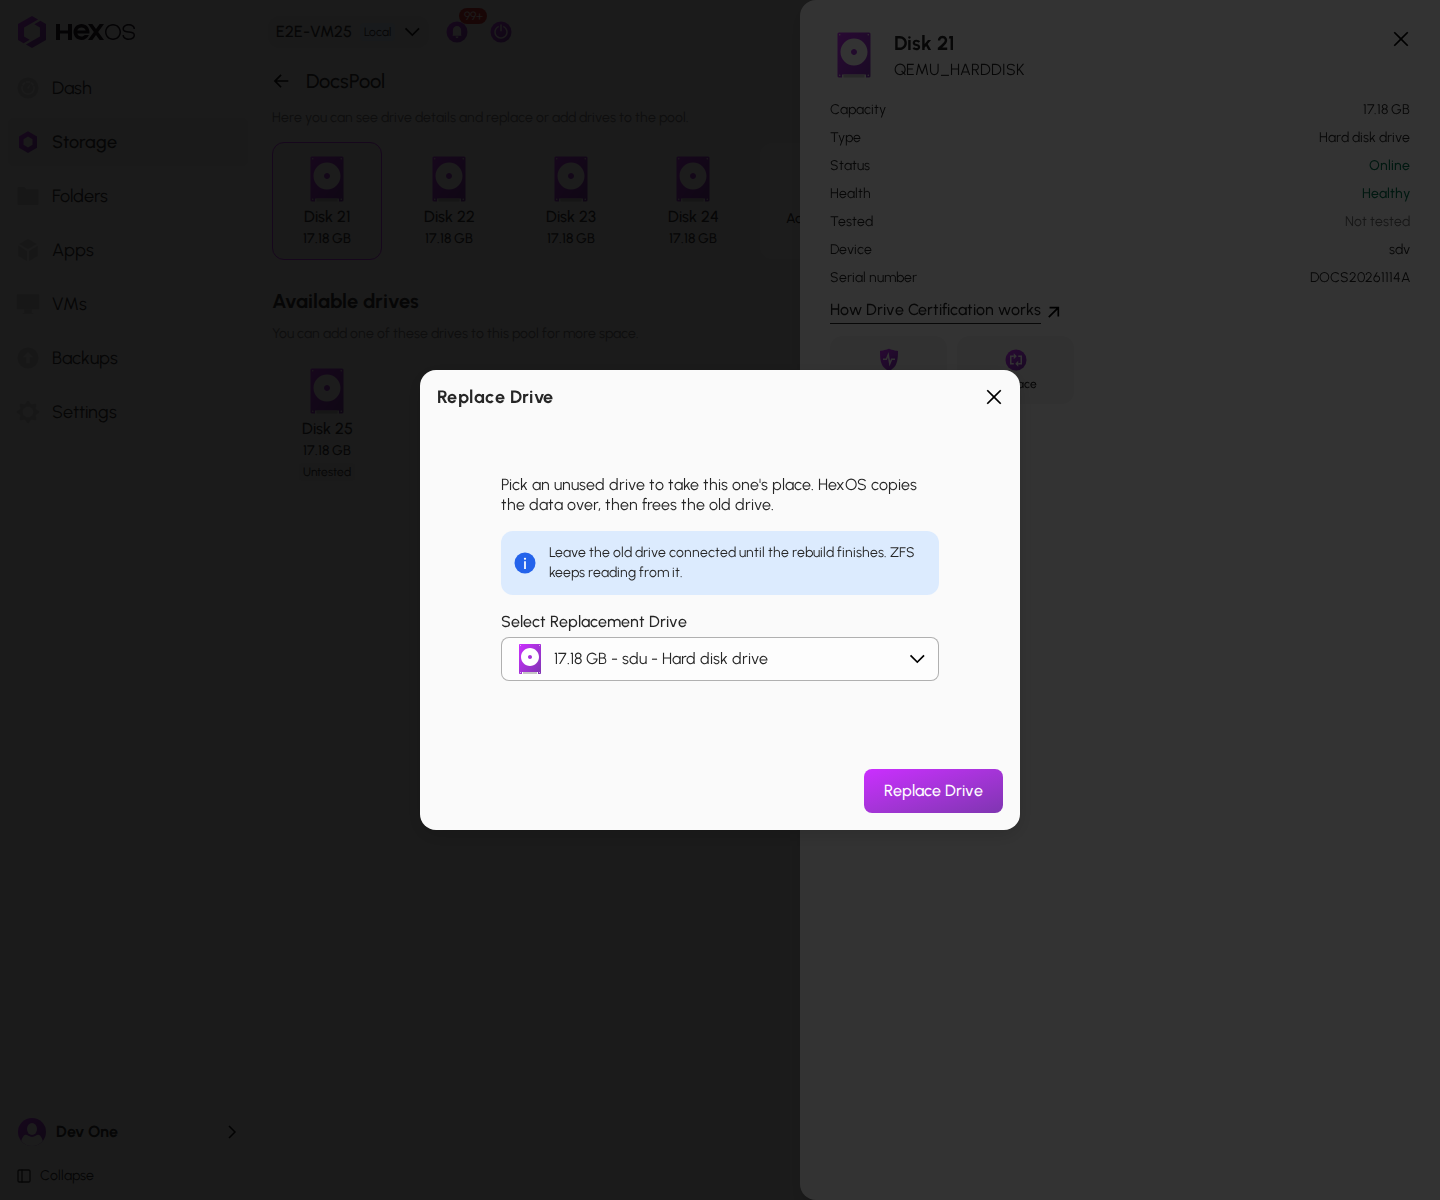 HexOS
E2E-VM25 Local
99+
Dash
Storage
Folders
Apps
VMs
Backups
Settings
DocsPool
Here you can see drive details and replace or add drives to the pool.
Disk 21
17.18 GB
Disk 22
17.18 GB
Disk 23
17.18 GB
Disk 24
17.18 GB
Available drives
You can add one of these drives to this pool for more space.
Disk 25
17.18 GB
Untested
Disk 21
QEMU_HARDDISK
Capacity 17.18 GB
Type Hard disk drive
Status Online
Health Healthy
Tested Not tested
Device sdv
Serial number DOCS20261114A
How Drive Certification works
Replace Drive
Pick an unused drive to take this one's place. HexOS copies
the data over, then frees the old drive.
Leave the old drive connected until the rebuild finishes. ZFS
keeps reading from it.
Select Replacement Drive
17.18 GB - sdu - Hard disk drive
Replace Drive
Dev One
Collapse